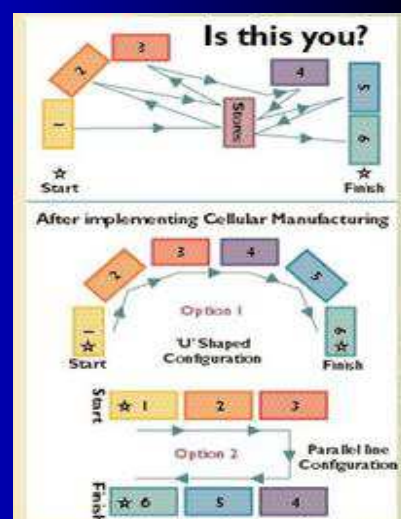 Is this you?
3
2
4
5
1
Stores
6
Start
Finish
After implementing Cellular Manufacturing
3
4
2
5
Option 1
1
6
'U' Shaped
Configuration
Start
Finish
Start
1
2
3
Option 2
Parallel line
Configuration
Finish
6
5
4